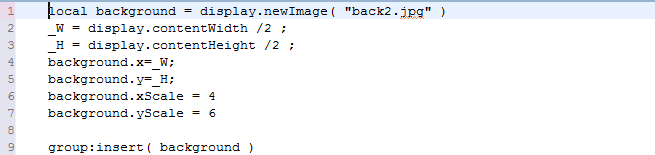 1 local background = display.newImage( "back2.jpg" )
2 _W = display.contentWidth /2 ;
3 _H = display.contentHeight /2 ;
4 background.x=_W;
5 background.y=_H;
6 background.xScale = 4
7 background.yScale = 6
8
9 group:insert( background )